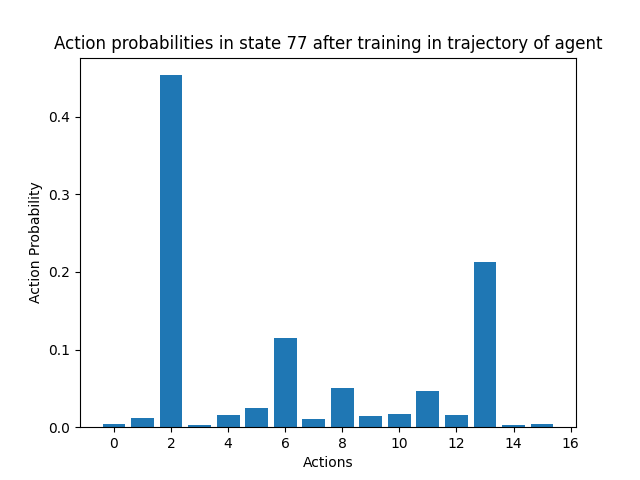 Action probabilities in state 77 after training in trajectory of agent
Action Probability
0.4
0.3
0.2
0.1
0.0
0 2 4 6 8 10 12 14 16
Actions